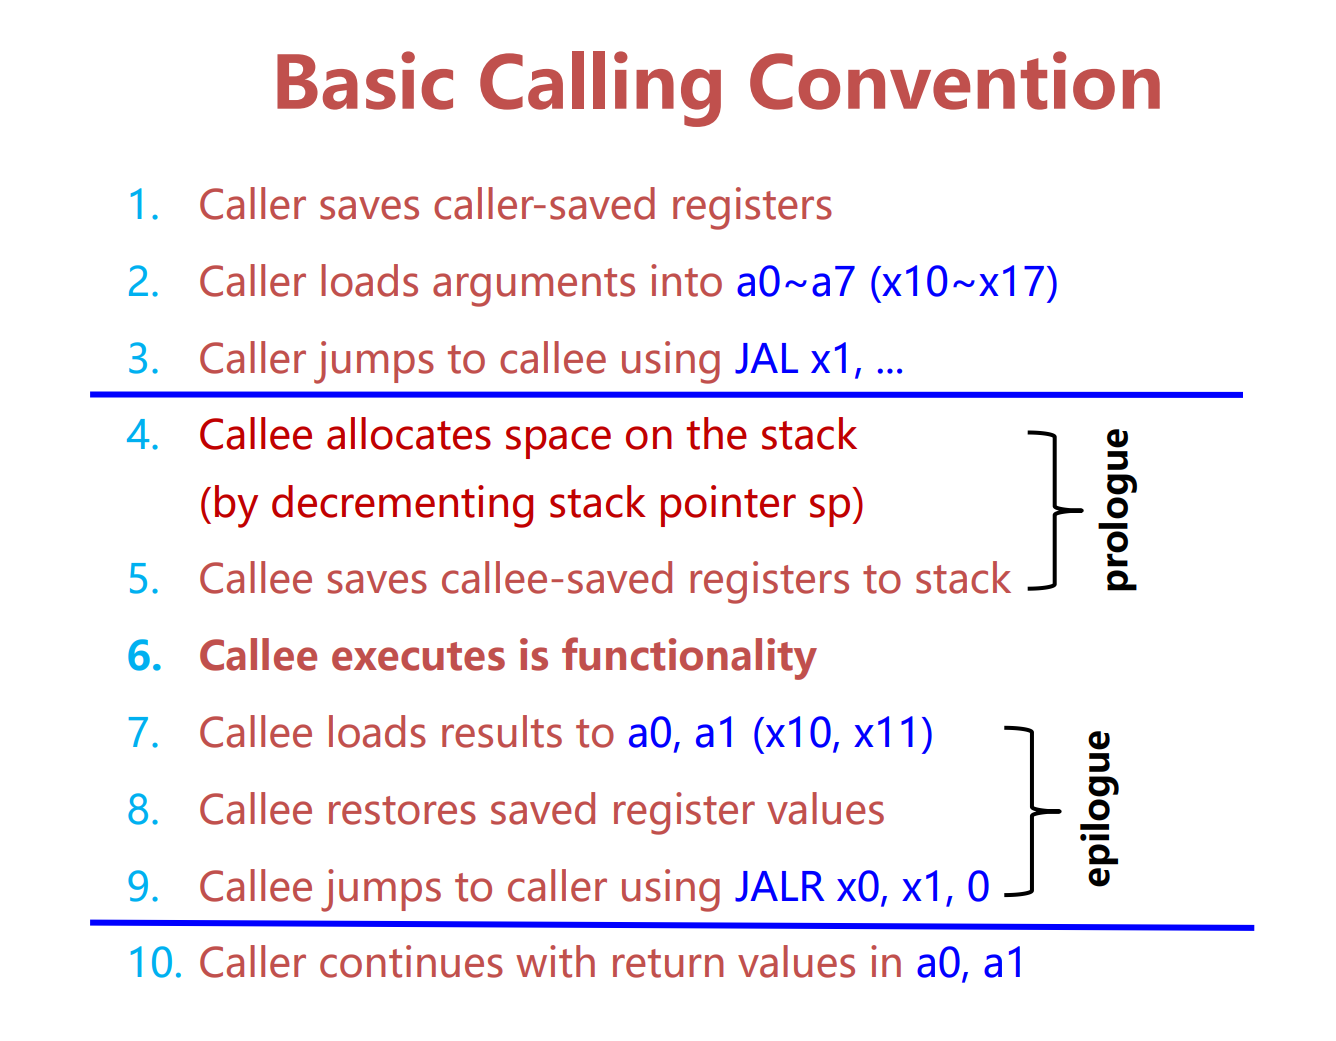 Basic Calling Convention
1. Caller saves caller-saved registers
2. Caller loads arguments into a0~a7 (x10~x17)
3. Caller jumps to callee using JAL x1, ...
4. Callee allocates space on the stack
(by decrementing stack pointer sp)
5. Callee saves callee-saved registers to stack
prologue
6. Callee executes is functionality
7. Callee loads results to a0, a1 (x10, x11)
8. Callee restores saved register values
9. Callee jumps to caller using JALR x0, x1, 0
epilogue
10. Caller continues with return values in a0, a1